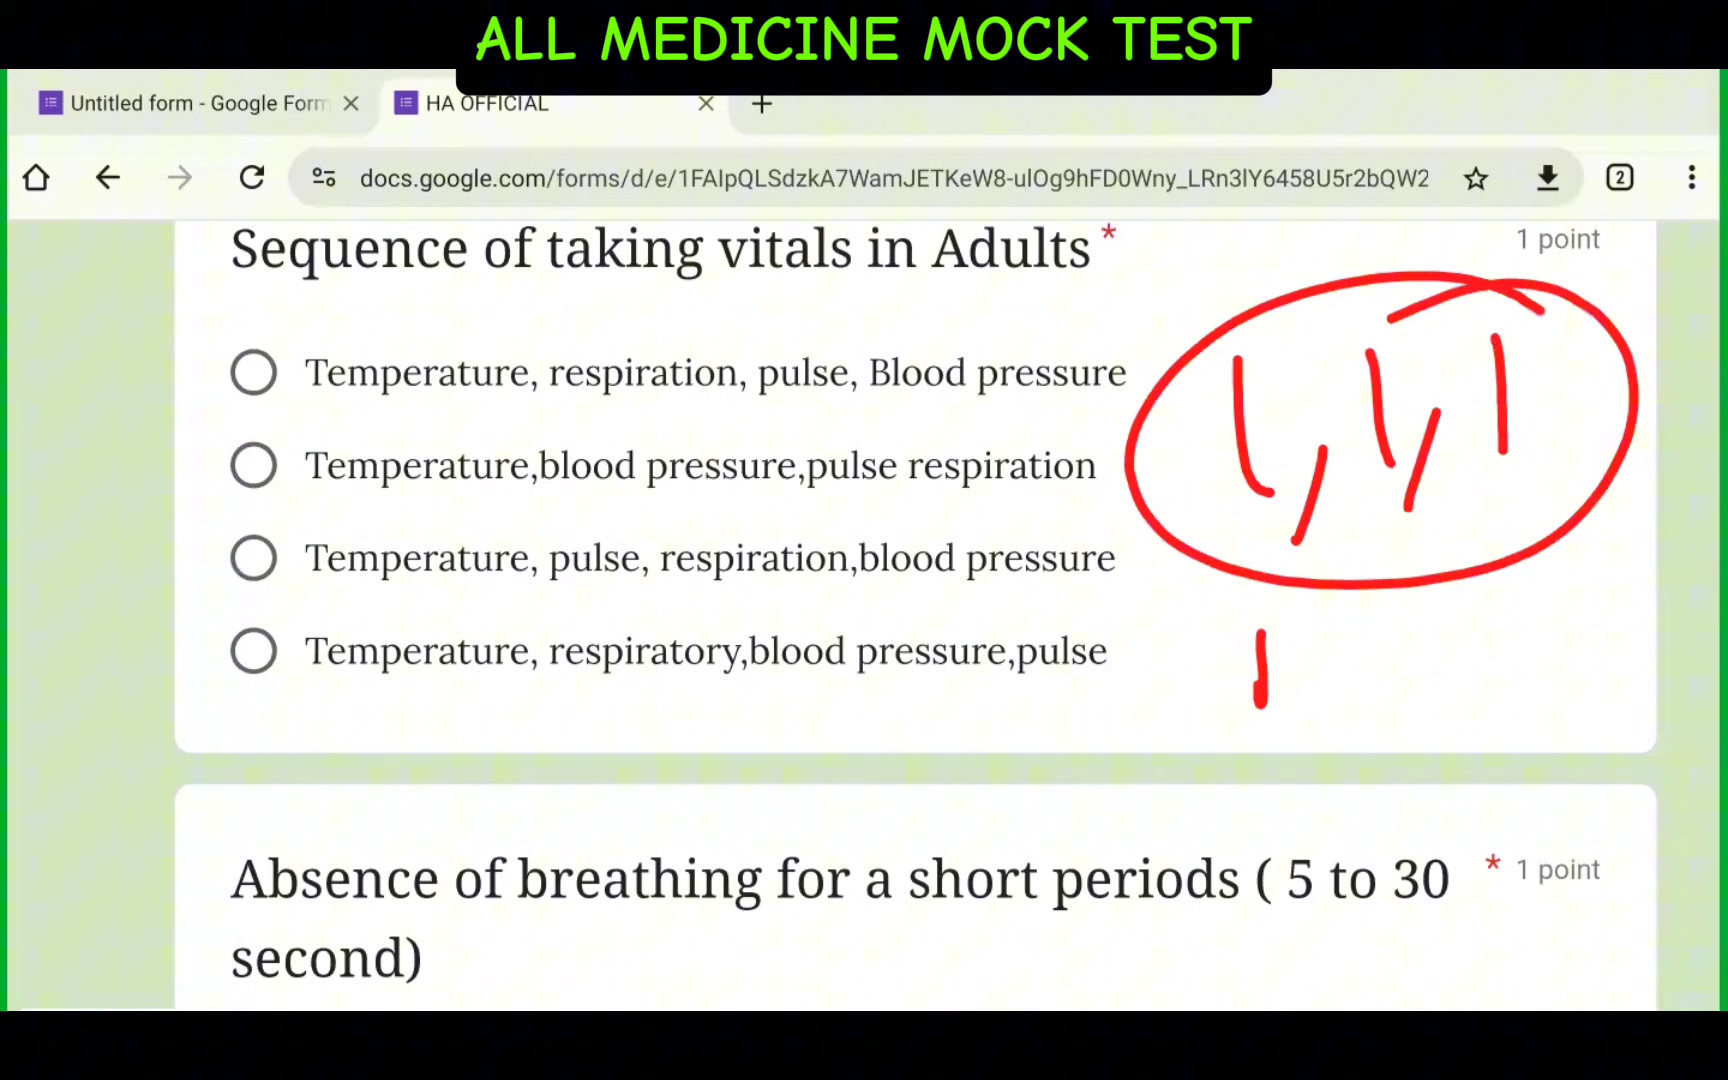 ALL MEDICINE MOCK TEST
Untitled form - Google Form
HA OFFICIAL
docs.google.com/forms/d/e/1FAIpQLSdzkA7WamJETKeW8-ulOg9hFD0Wny_LRn3lY6458U5r2bQW2
2
Sequence of taking vitals in Adults *
1 point
Temperature, respiration, pulse, Blood pressure
Temperature,blood pressure,pulse respiration
Temperature, pulse, respiration,blood pressure
Temperature, respiratory,blood pressure,pulse
Absence of breathing for a short periods ( 5 to 30 * 1 point
second)